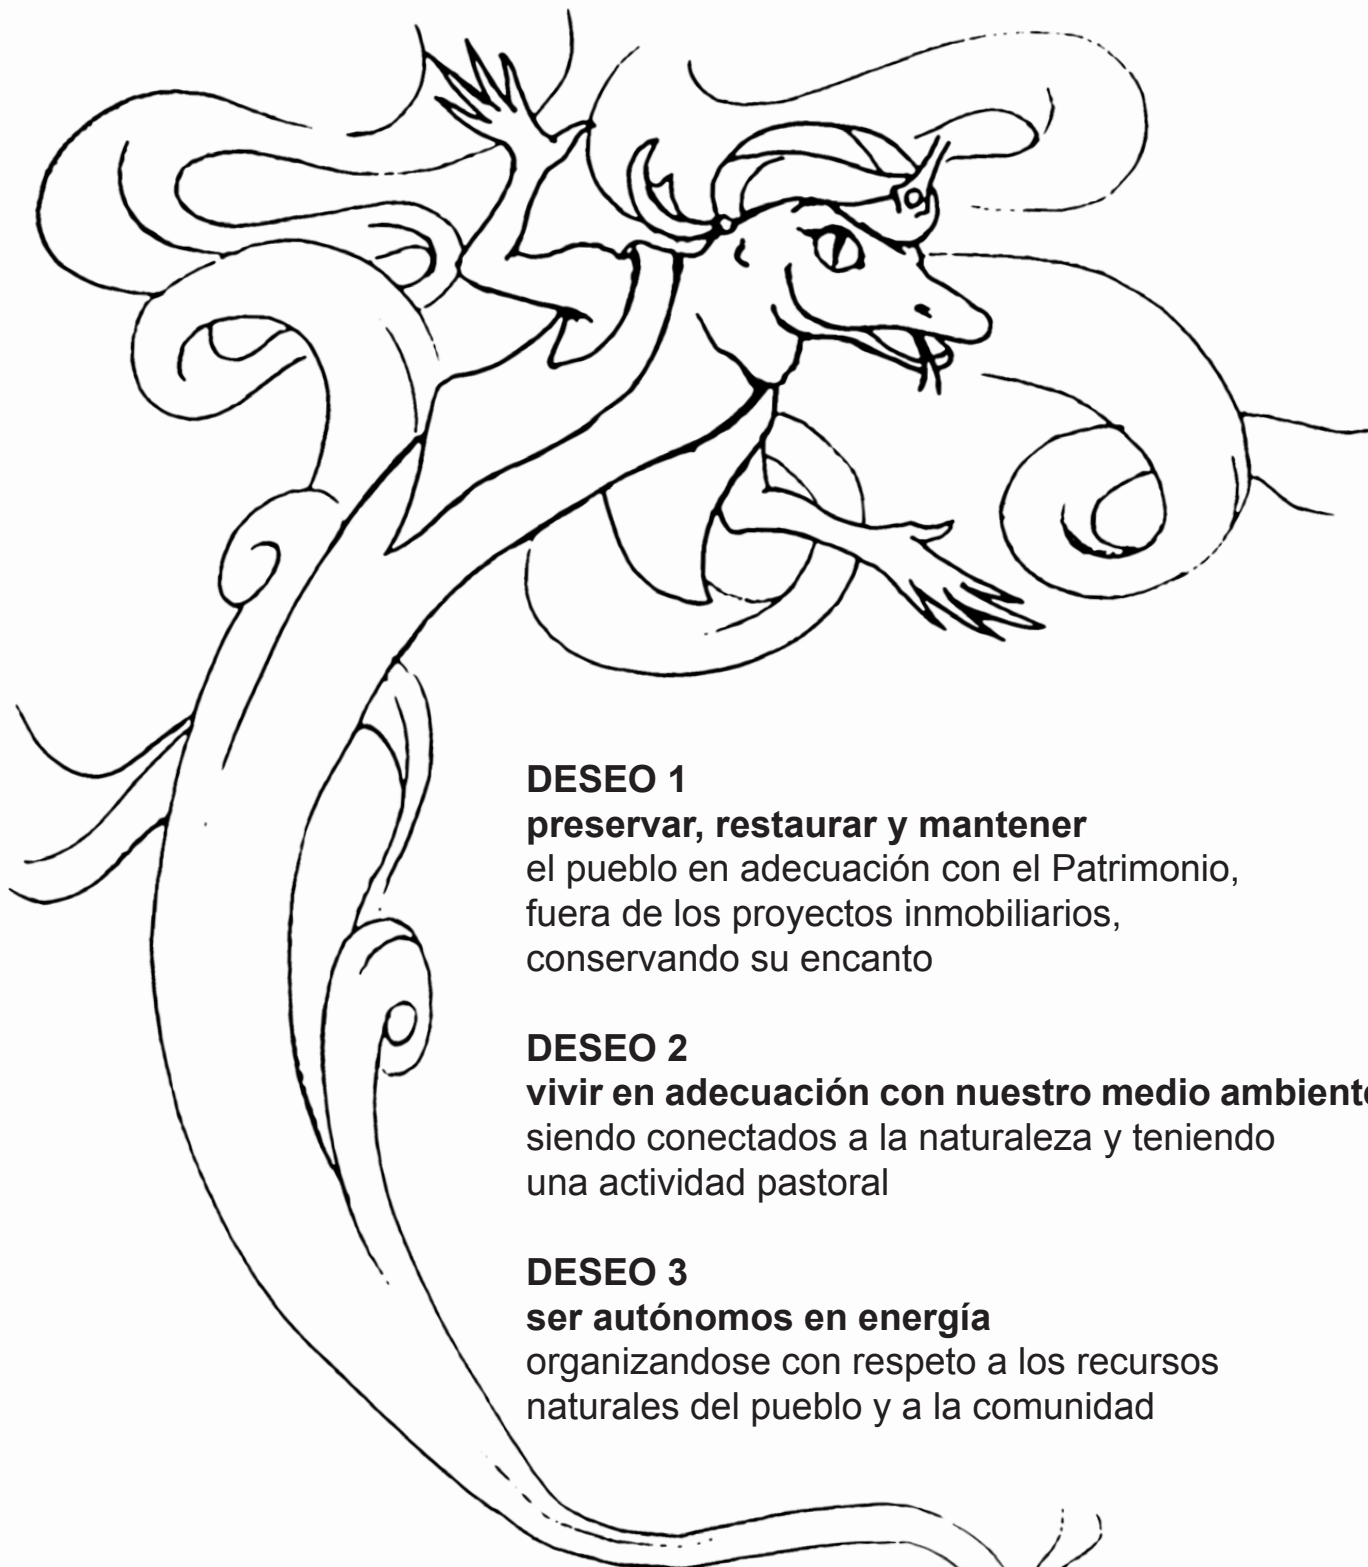 DESEO 1
preservar, restaurar y mantener
el pueblo en adecuación con el Patrimonio,
fuera de los proyectos inmobiliarios,
conservando su encanto
DESEO 2
vivir en adecuación con nuestro medio ambiente
siendo conectados a la naturaleza y teniendo
una actividad pastoral
DESEO 3
ser autónomos en energía
organizandose con respeto a los recursos
naturales del pueblo y a la comunidad